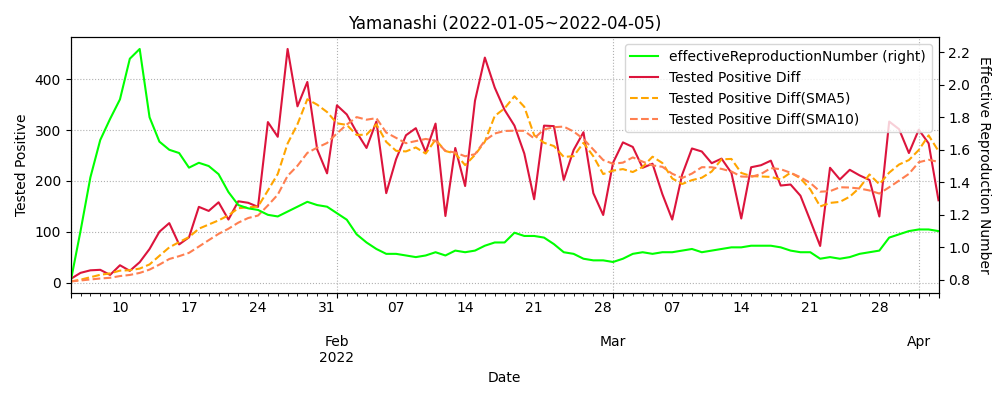 Yamanashi (2022-01-05~2022-04-05)
effectiveReproductionNumber (right)
Tested Positive Diff
Tested Positive Diff(SMA5)
Tested Positive Diff(SMA10)
Tested Positive
400
300
200
100
0
2.2
2.0
1.8
1.6
1.4
1.2
1.0
0.8
Effective Reproduction Number
10 17 24 31 07 14 21 28 07 14 21 28
Feb Mar Apr
2022
Date